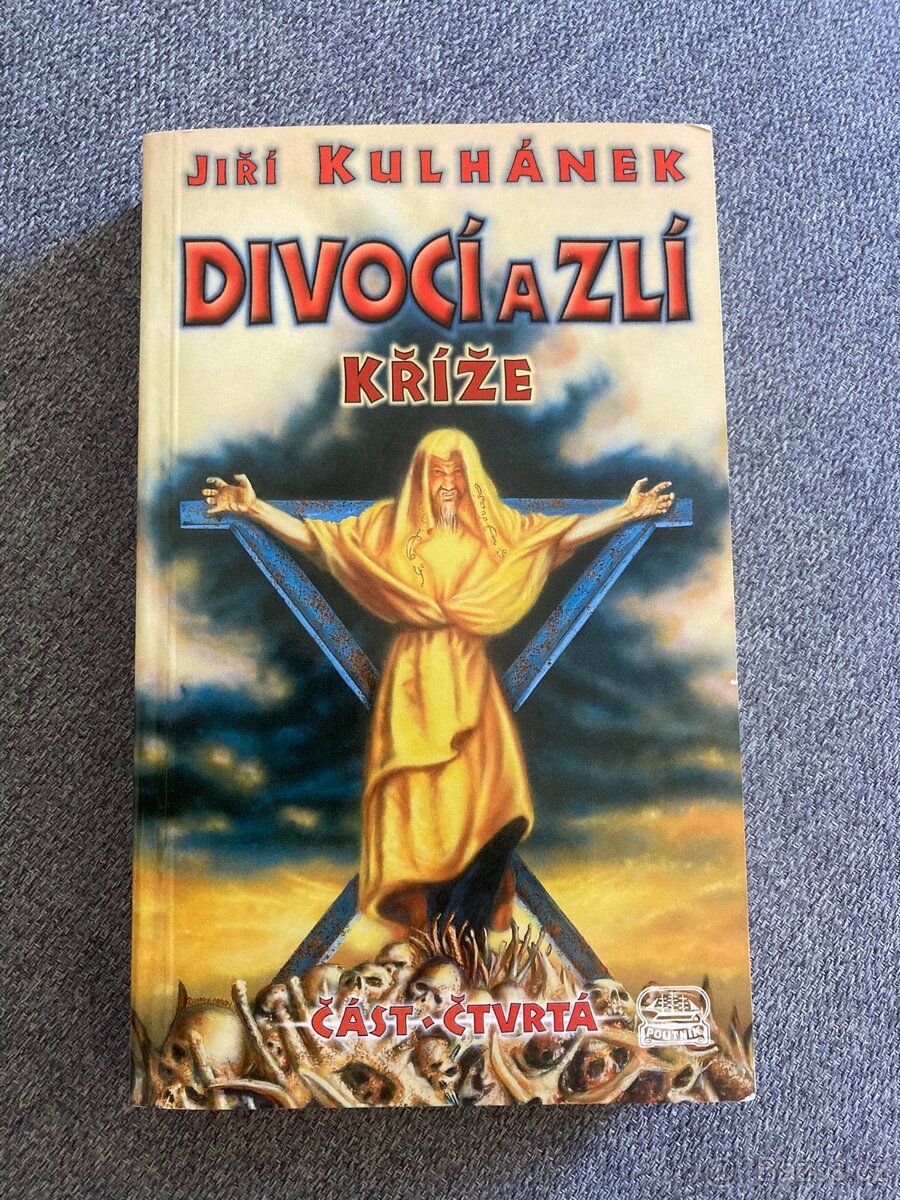 JIŘÍ KULHÁNEK
DIVOCÍ A ZLÍ
KŘÍŽE
ČÁST · ČTVRTÁ
POUTNÍK